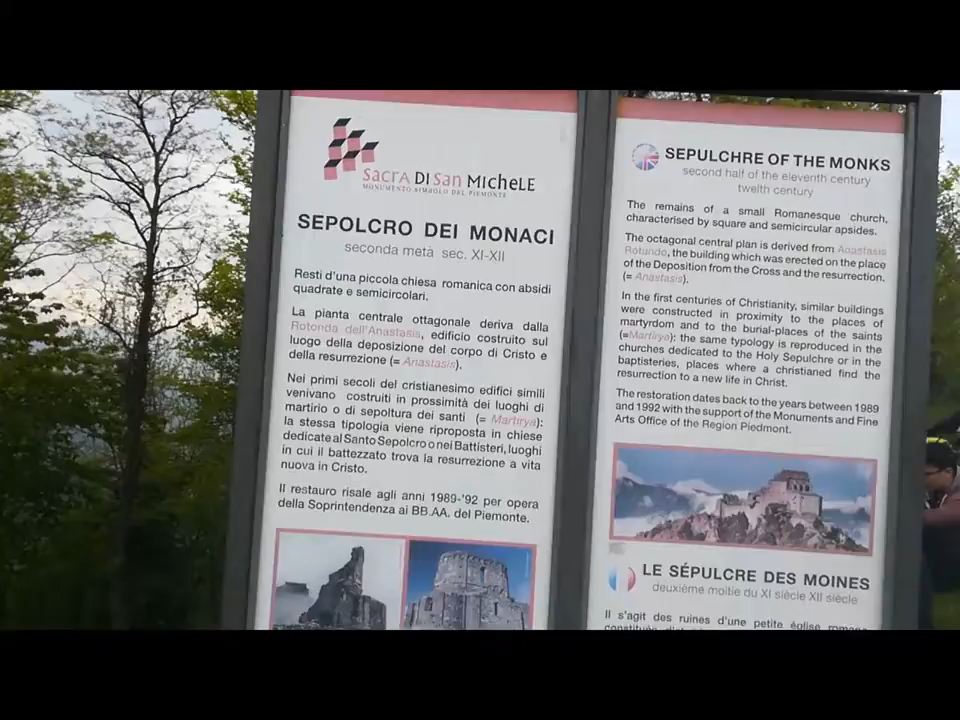 SACRA DI SAN MICHELE
MONUMENTO SIMBOLO DEL PIEMONTE
SEPOLCRO DEI MONACI
seconda metà sec. XI-XII
Resti d'una piccola chiesa romanica con absidi
quadrate e semicircolari.
La pianta centrale ottagonale deriva dalla
Rotonda dell'Anastasis, edificio costruito sul
luogo della deposizione del corpo di Cristo e
della resurrezione (= Anastasis).
Nei primi secoli del cristianesimo edifici simili
venivano costruiti in prossimità dei luoghi di
martirio o di sepoltura dei santi (= Martirya):
la stessa tipologia viene riproposta in chiese
dedicate al Santo Sepolcro o nei Battisteri, luoghi
in cui il battezzato trova la resurrezione a vita
nuova in Cristo.
Il restauro risale agli anni 1989-'92 per opera
della Soprintendenza ai BB.AA. del Piemonte.
SEPULCHRE OF THE MONKS
second half of the eleventh century
twelth century
The remains of a small Romanesque church,
characterised by square and semicircular apsides.
The octagonal central plan is derived from Anastasis
Rotundo, the building which was erected on the place
of the Deposition from the Cross and the resurrection.
(= Anastasis).
In the first centuries of Christianity, similar buildings
were constructed in proximity to the places of
martyrdom and to the burial-places of the saints
(=Martirya): the same typology is reproduced in the
churches dedicated to the Holy Sepulchre or in the
baptisteries, places where a christianed find the
resurrection to a new life in Christ.
The restoration dates back to the years between 1989
and 1992 with the support of the Monuments and Fine
Arts Office of the Region Piedmont.
LE SÉPULCRE DES MOINES
deuxième moitie du XI siècle XII siècle
Il s'agit des ruines d'une petite église romane